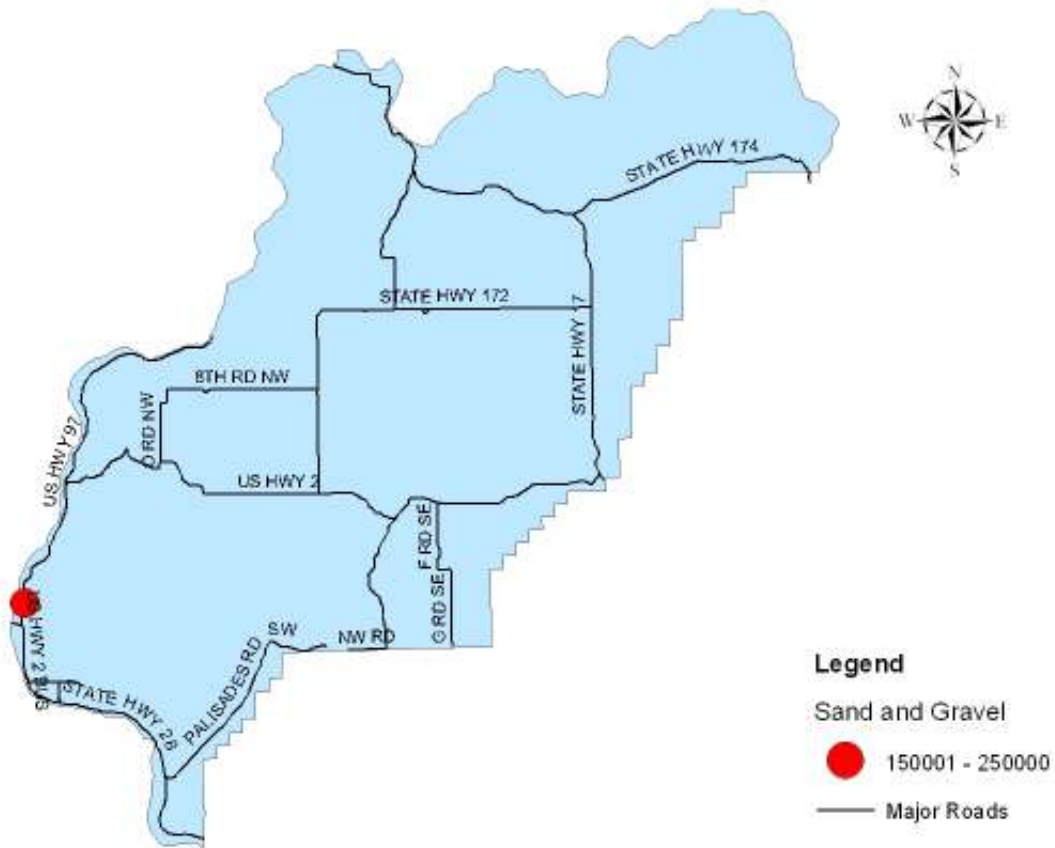 N
W E
S
STATE HWY 174
STATE HWY 172
STATE HWY 17
8TH RD NW
D RD NW
US HWY 97
US HWY 2
F RD SE
G RD SE
US HWY 2 BUS
SW
NW RD
PALISADES RD
STATE HWY 28
Legend
Sand and Gravel
150001 - 250000
Major Roads